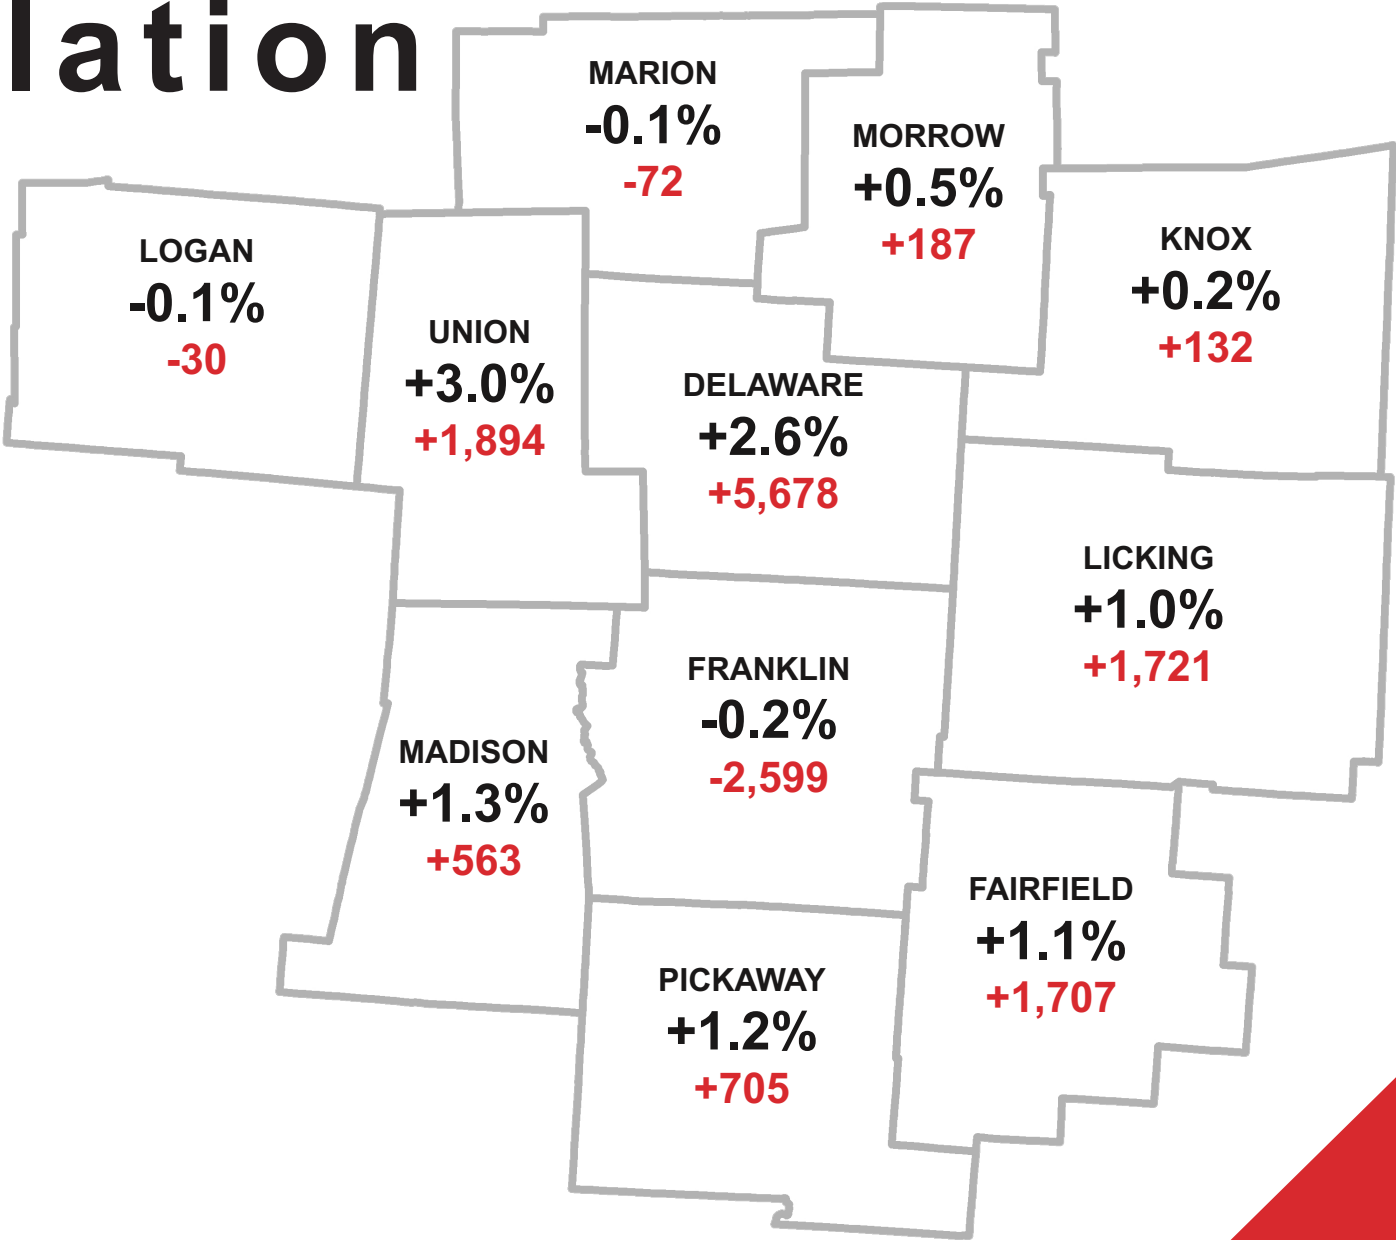 lation
MARION
-0.1%
-72
MORROW
+0.5%
+187
KNOX
+0.2%
+132
LOGAN
-0.1%
-30
UNION
+3.0%
+1,894
DELAWARE
+2.6%
+5,678
LICKING
+1.0%
+1,721
FRANKLIN
-0.2%
-2,599
MADISON
+1.3%
+563
FAIRFIELD
+1.1%
+1,707
PICKAWAY
+1.2%
+705